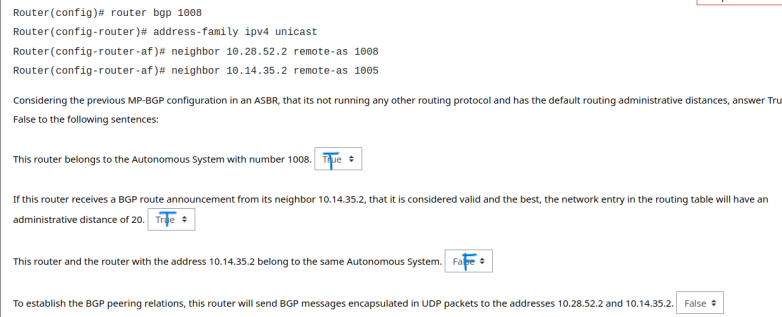 Router(config)# router bgp 1008
Router(config-router)# address-family ipv4 unicast
Router(config-router-af)# neighbor 10.28.52.2 remote-as 1008
Router(config-router-af)# neighbor 10.14.35.2 remote-as 1005
Considering the previous MP-BGP configuration in an ASBR, that its not running any other routing protocol and has the default routing administrative distances, answer Tru
False to the following sentences:
This router belongs to the Autonomous System with number 1008. True T
If this router receives a BGP route announcement from its neighbor 10.14.35.2, that it is considered valid and the best, the network entry in the routing table will have an
administrative distance of 20. True T
This router and the router with the address 10.14.35.2 belong to the same Autonomous System. False F
To establish the BGP peering relations, this router will send BGP messages encapsulated in UDP packets to the addresses 10.28.52.2 and 10.14.35.2. False